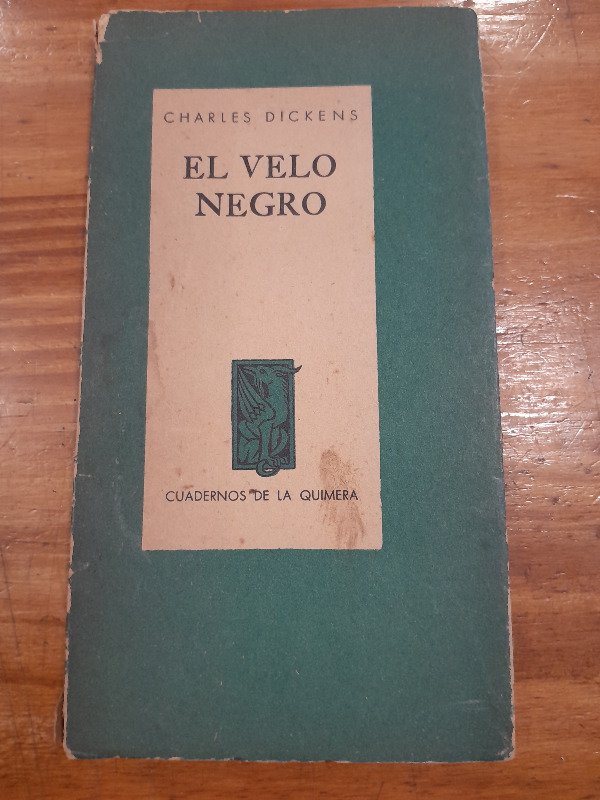 CHARLES DICKENS
EL VELO
NEGRO
CUADERNOS DE LA QUIMERA